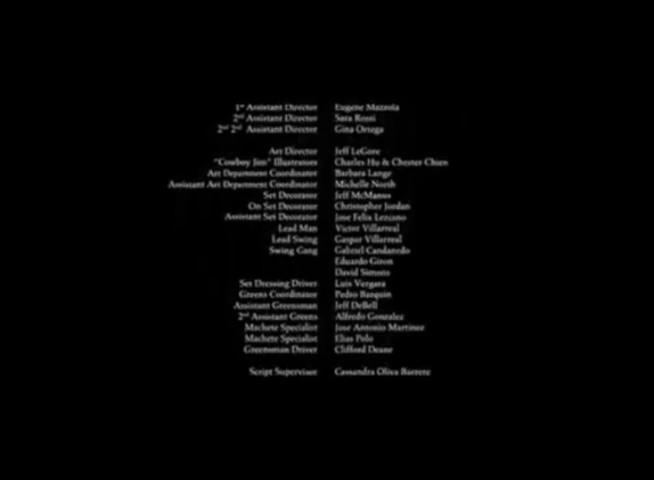 1st Assistant Director Eugene Mazzola
2nd Assistant Director Sara Rossi
2nd 2nd Assistant Director Gina Ortega
Art Director Jeff LeGore
"Cowboy Jim" Illustrators Charles Hu & Chester Chien
Art Department Coordinator Barbara Lange
Assistant Art Department Coordinator Michelle North
Set Decorator Jeff McManus
On Set Decorator Christopher Jordan
Assistant Set Decorator Jose Felix Lezcano
Lead Man Victor Villarreal
Lead Swing Gaspar Villarreal
Swing Gang Gabriel Candanedo
Eduardo Giron
David Simons
Set Dressing Driver Luis Vergara
Greens Coordinator Pedro Barquin
Assistant Greensman Jeff DeBell
2nd Assistant Greens Alfredo Gonzalez
Machete Specialist Jose Antonio Martinez
Machete Specialist Elias Polo
Greensman Driver Clifford Deane
Script Supervisor Cassandra Oliva Barrere